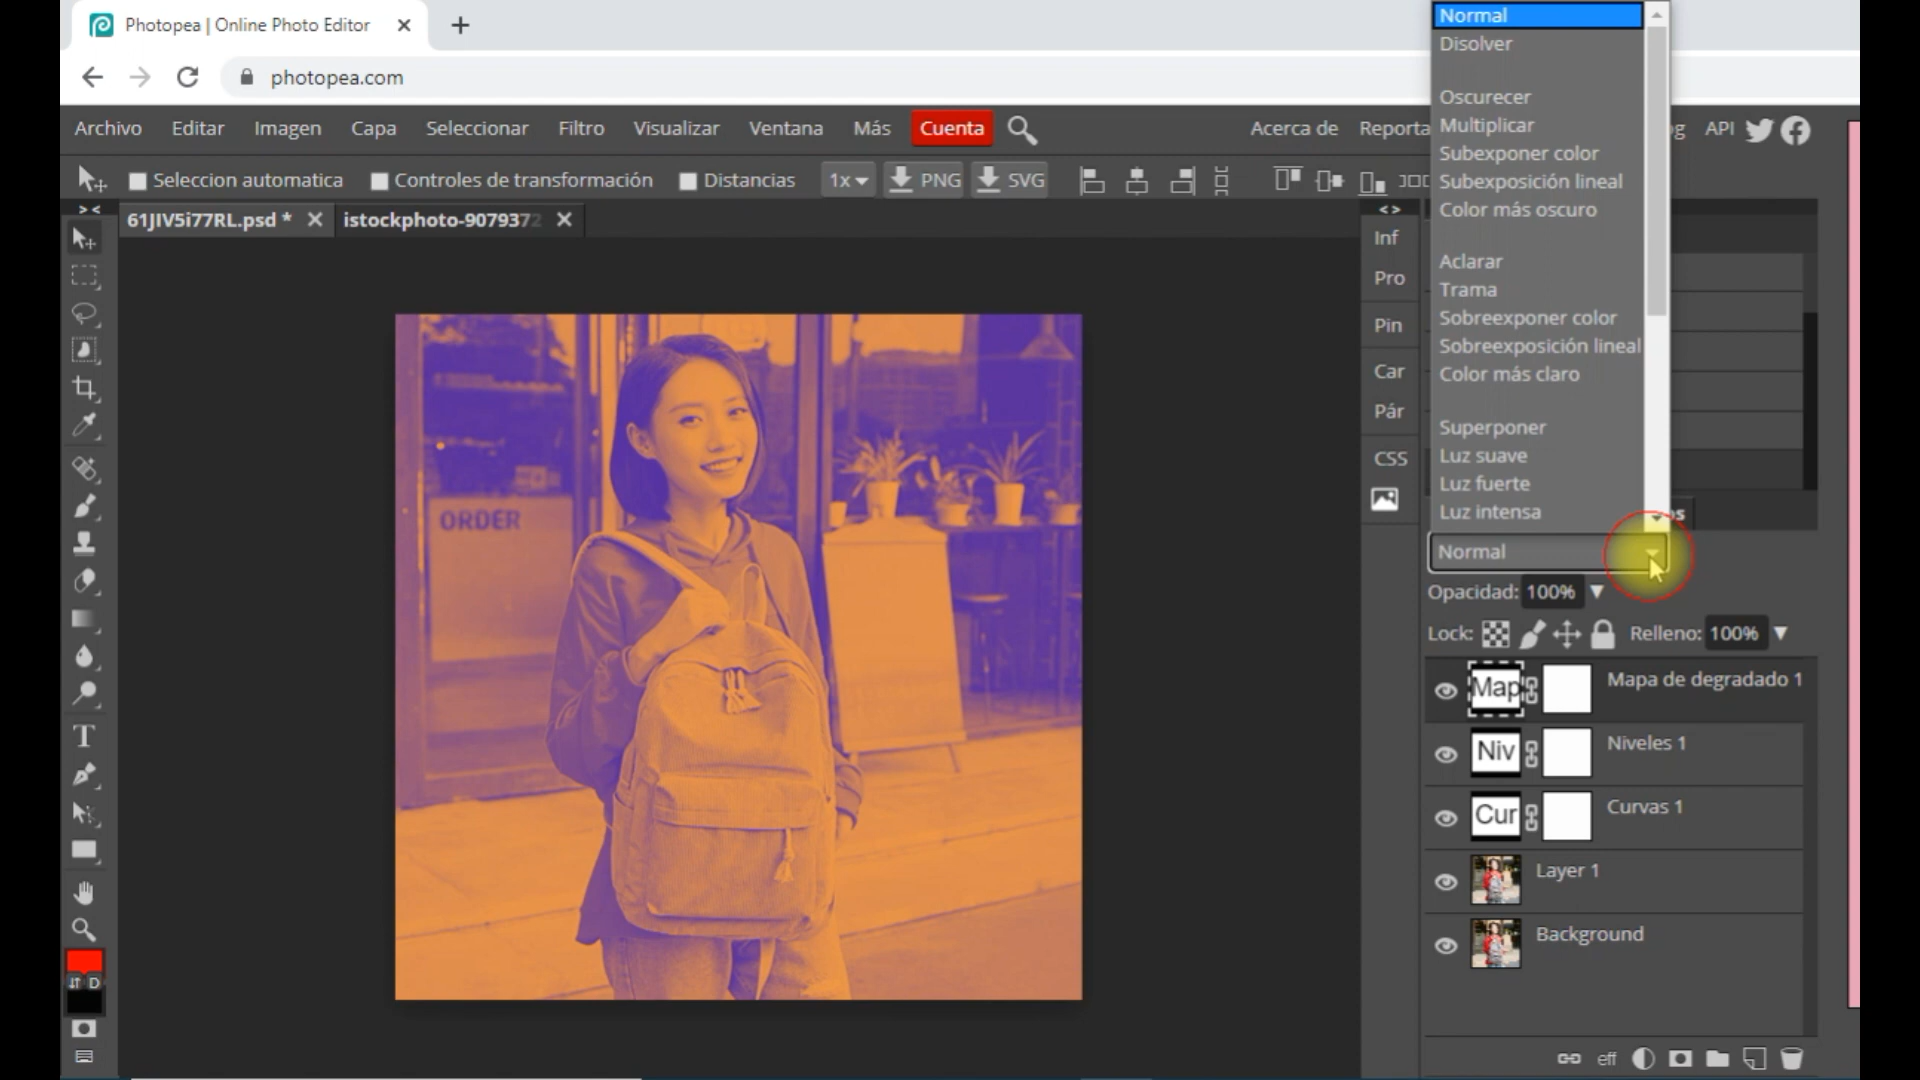 Photopea | Online Photo Editor
photopea.com
Archivo Editar Imagen Capa Seleccionar Filtro Visualizar Ventana Más Cuenta Acerca de Reporta API
Seleccion automatica Controles de transformación Distancias 1x PNG SVG
61JIV5i77RL.psd * istockphoto-9079372
Inf
Pro
Pin
Car
Pár
CSS
ORDER
Normal
Disolver
Oscurecer
Multiplicar
Subexponer color
Subexposición lineal
Color más oscuro
Aclarar
Trama
Sobreexponer color
Sobreexposición lineal
Color más claro
Superponer
Luz suave
Luz fuerte
Luz intensa
Normal
Opacidad: 100%
Lock: Relleno: 100%
Map Mapa de degradado 1
Niv Niveles 1
Cur Curvas 1
Layer 1
Background
T
D
eff